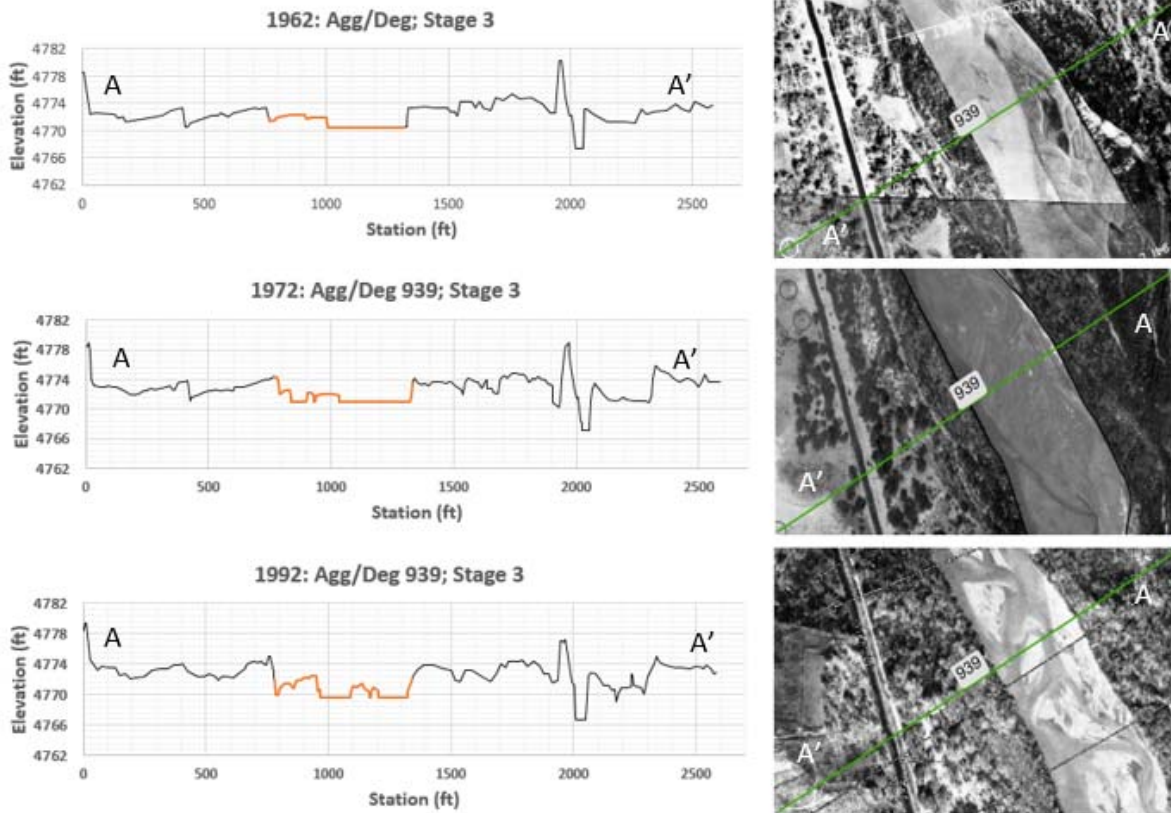 1962: Agg/Deg; Stage 3
4782
4778
4774
4770
4766
4762
Elevation (ft)
A
A'
0
500
1000
1500
2000
2500
Station (ft)
A
939
A'
1972: Agg/Deg 939; Stage 3
4782
4778
4774
4770
4766
4762
Elevation (ft)
A
A'
0
500
1000
1500
2000
2500
Station (ft)
A
939
A'
1992: Agg/Deg 939; Stage 3
4782
4778
4774
4770
4766
4762
Elevation (ft)
A
A'
0
500
1000
1500
2000
2500
Station (ft)
A
939
A'